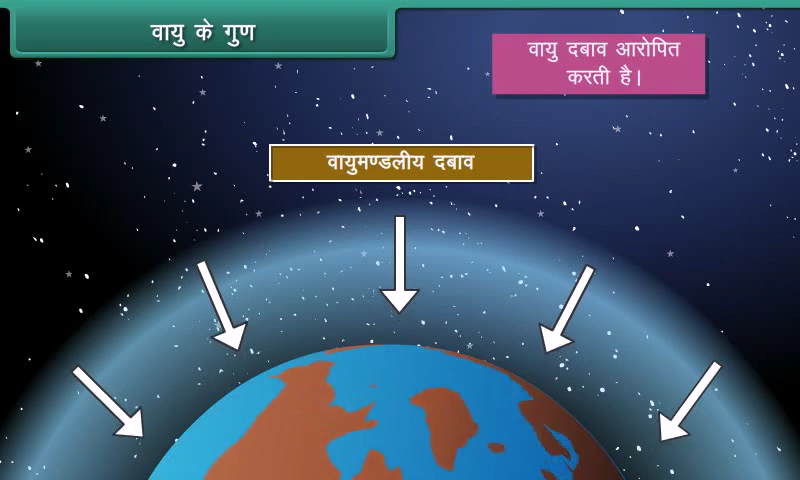 वायु के गुण
वायु दबाव आरोपित
करती है।
वायुमण्डलीय दबाव